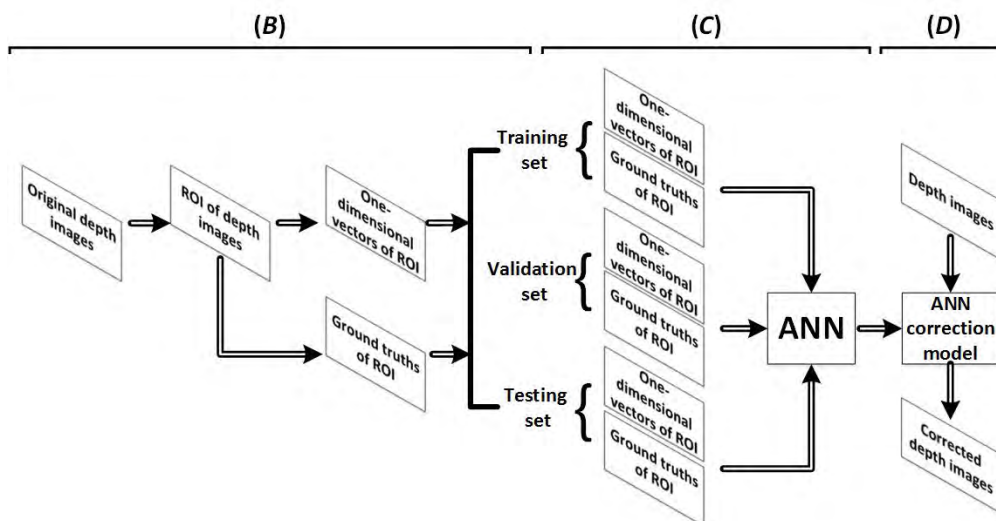 (B)
(C)
(D)
Original depth
images
ROI of depth
images
One-
dimensional
vectors of ROI
Ground truths
of ROI
Training
set
{
One-
dimensional
vectors of ROI
Ground truths
of ROI
Validation
set
{
One-
dimensional
vectors of ROI
Ground truths
of ROI
Testing
set
{
One-
dimensional
vectors of ROI
Ground truths
of ROI
ANN
Depth images
ANN
correction
model
Corrected
depth images